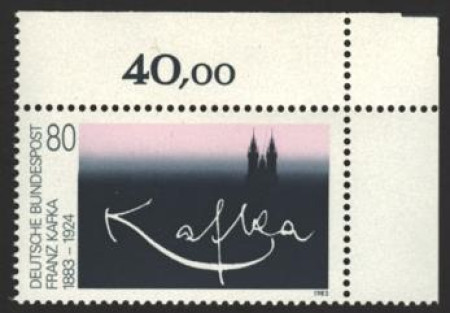 40,00
80
DEUTSCHE BUNDESPOST
FRANZ KAFKA
1883 – 1924
Kafka
1983